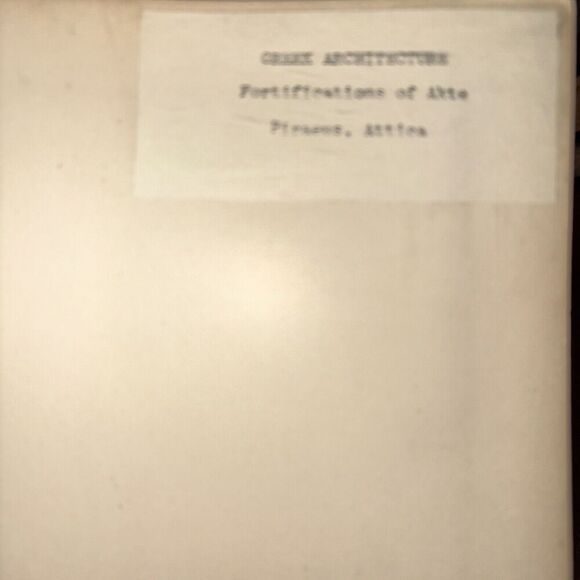 GREEK ARCHITECTURE
Fortifications of Akte
Piraeus, Attica